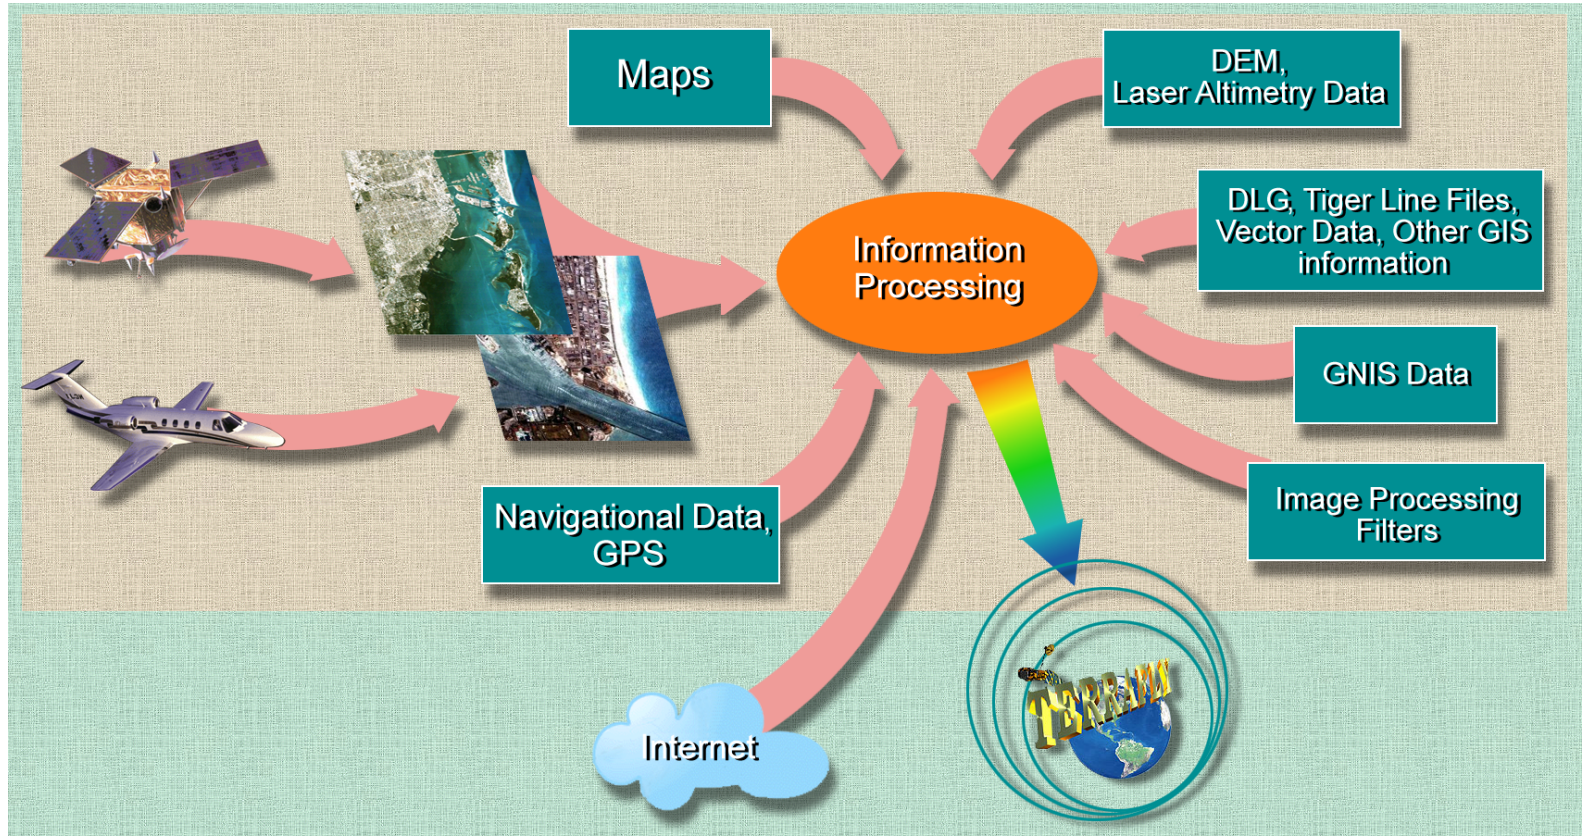 Maps
DEM,
Laser Altimetry Data
DLG, Tiger Line Files,
Vector Data, Other GIS
information
Information
Processing
GNIS Data
Image Processing
Filters
Navigational Data,
GPS
Internet
TERRAFLY